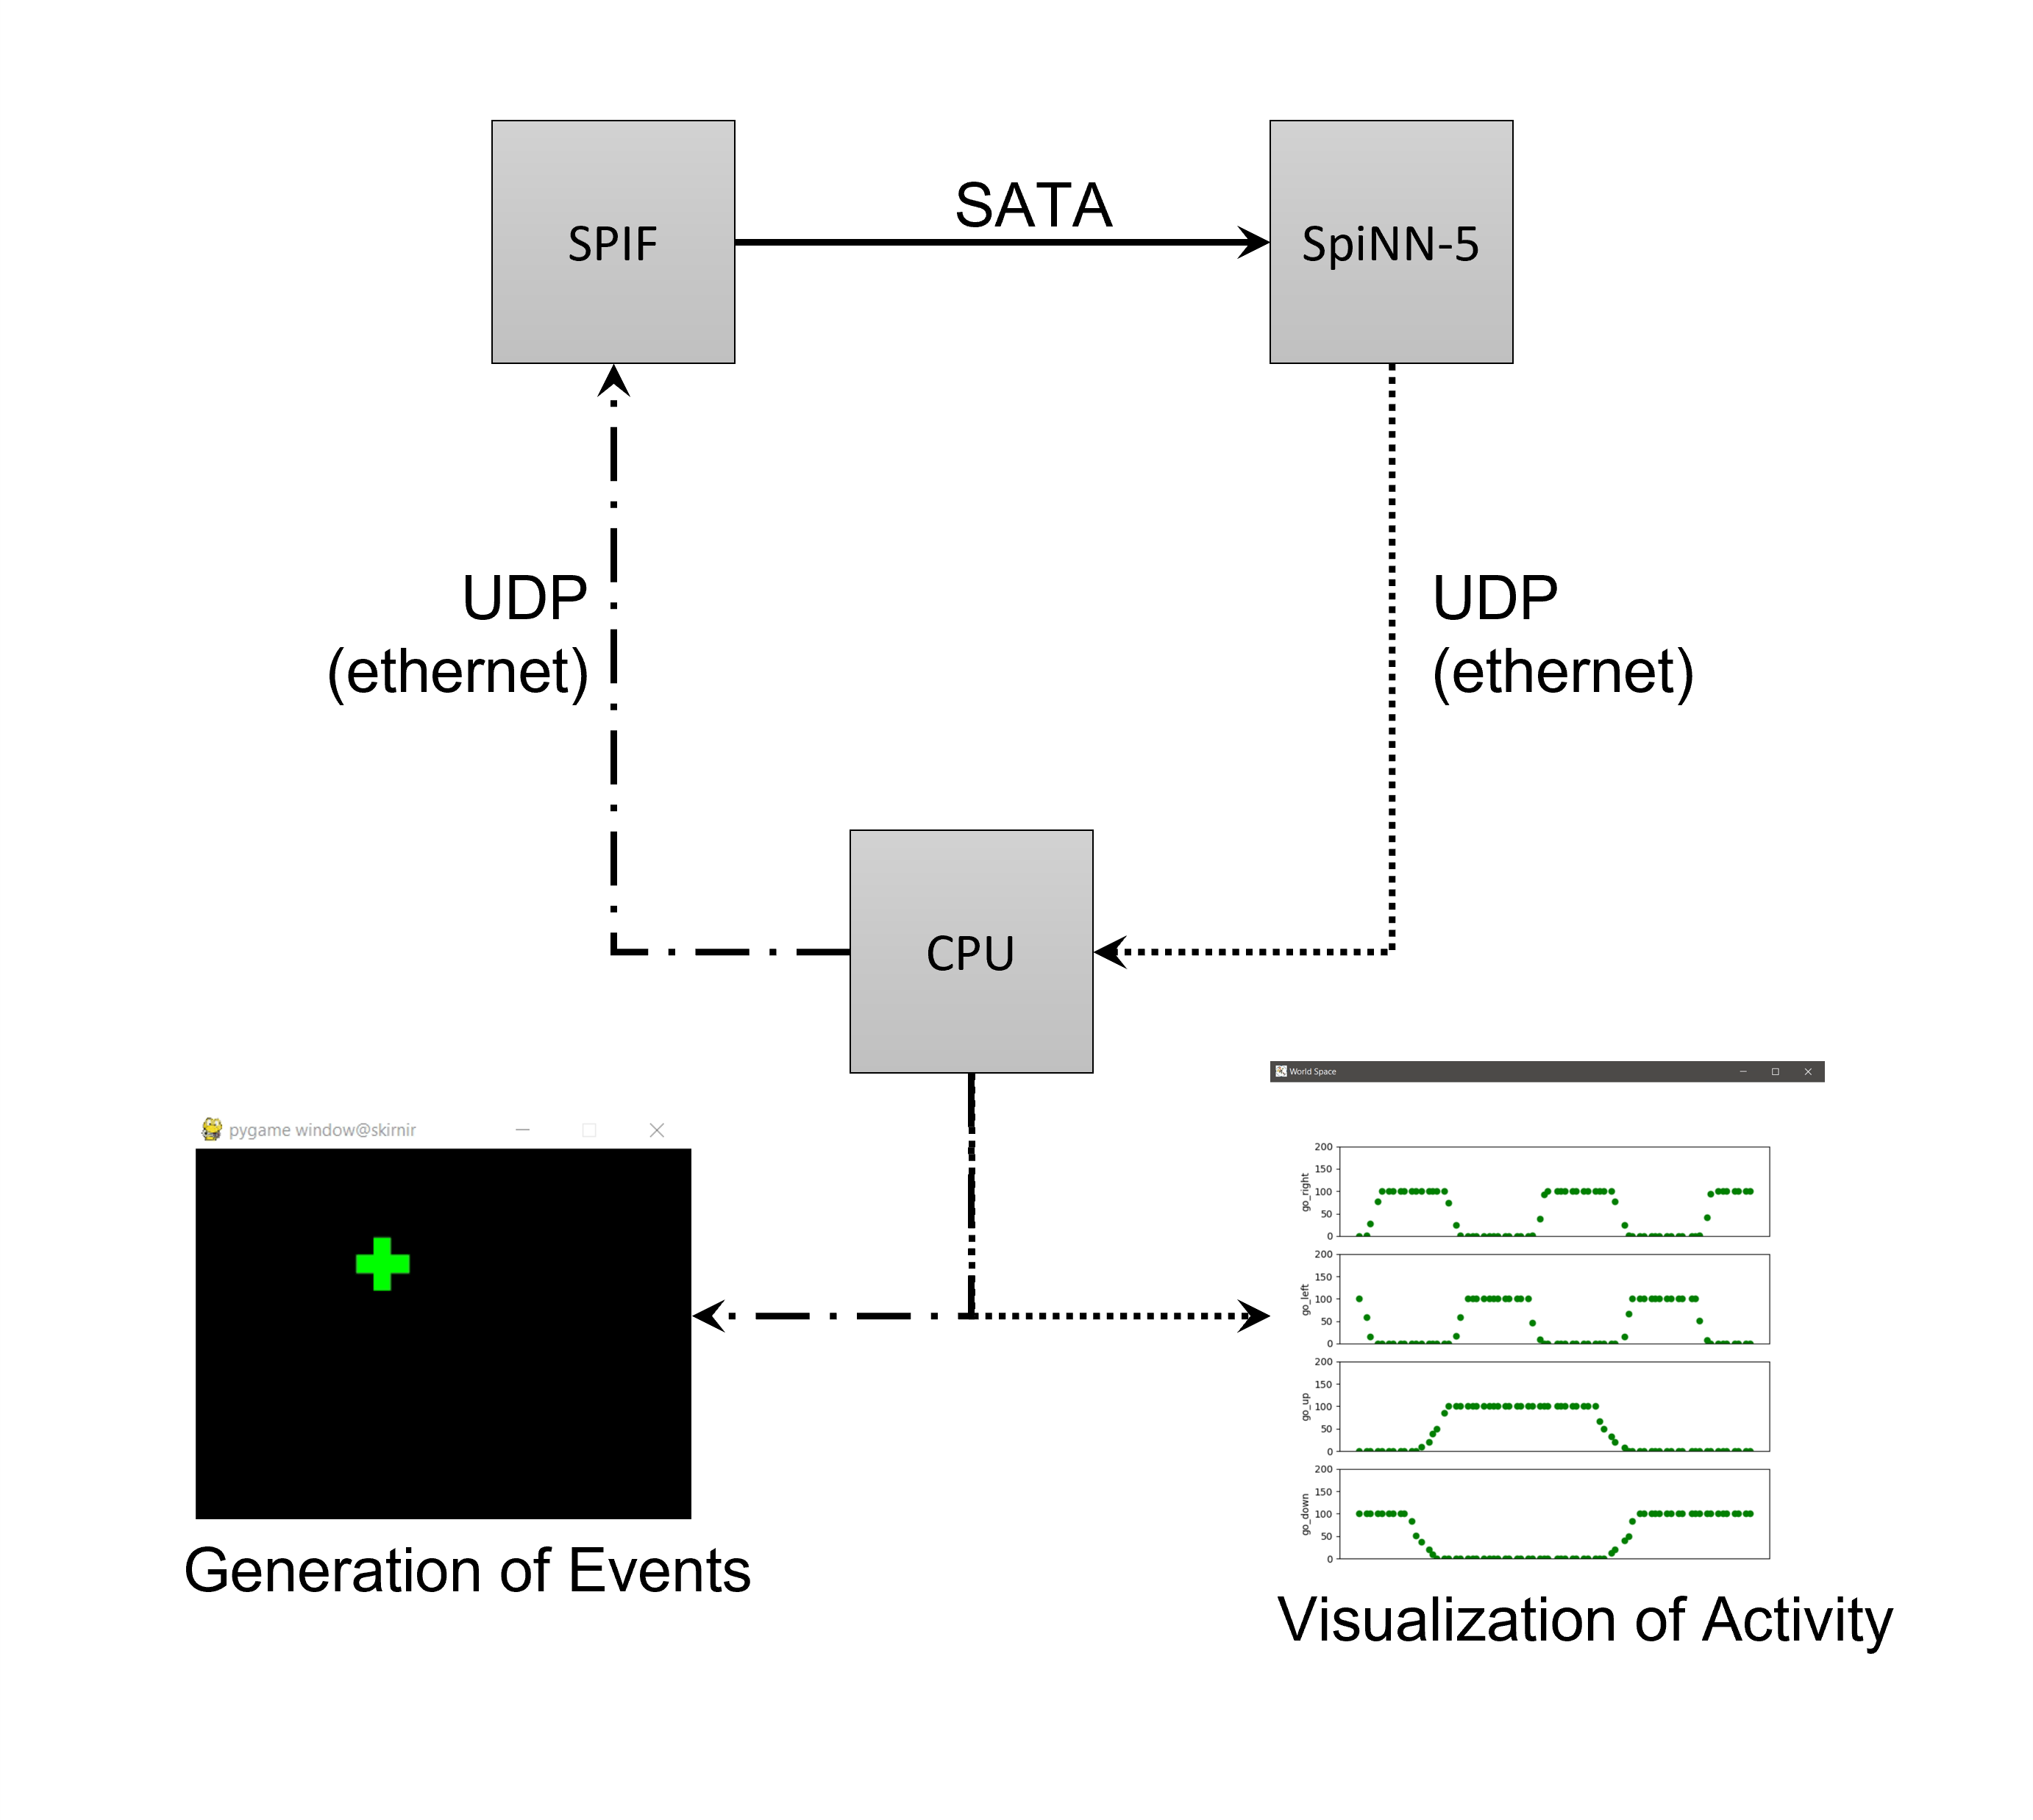 SATA
SPIF
SpiNN-5
UDP
(ethernet)
UDP
(ethernet)
CPU
pygame window@skirnir
Generation of Events
World Space
200
150
100
50
0
go_right
200
150
100
50
0
go_left
200
150
100
50
0
go_up
200
150
100
50
0
go_down
Visualization of Activity